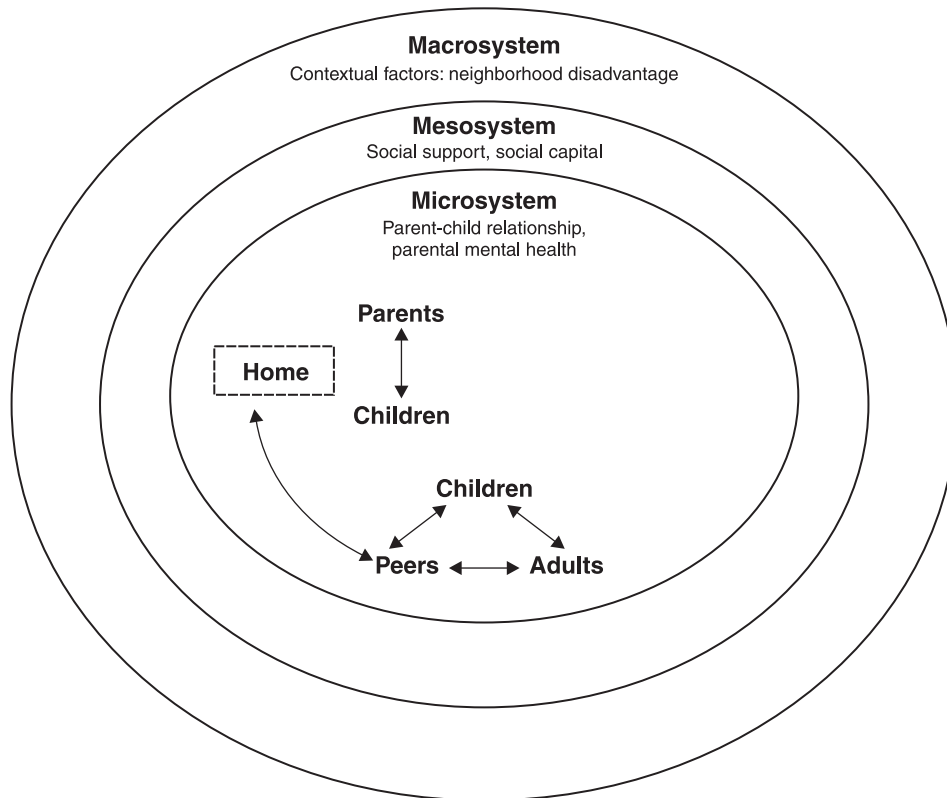 Macrosystem
Contextual factors: neighborhood disadvantage
Mesosystem
Social support, social capital
Microsystem
Parent-child relationship,
parental mental health
Parents
Home
Children
Children
Peers
Adults